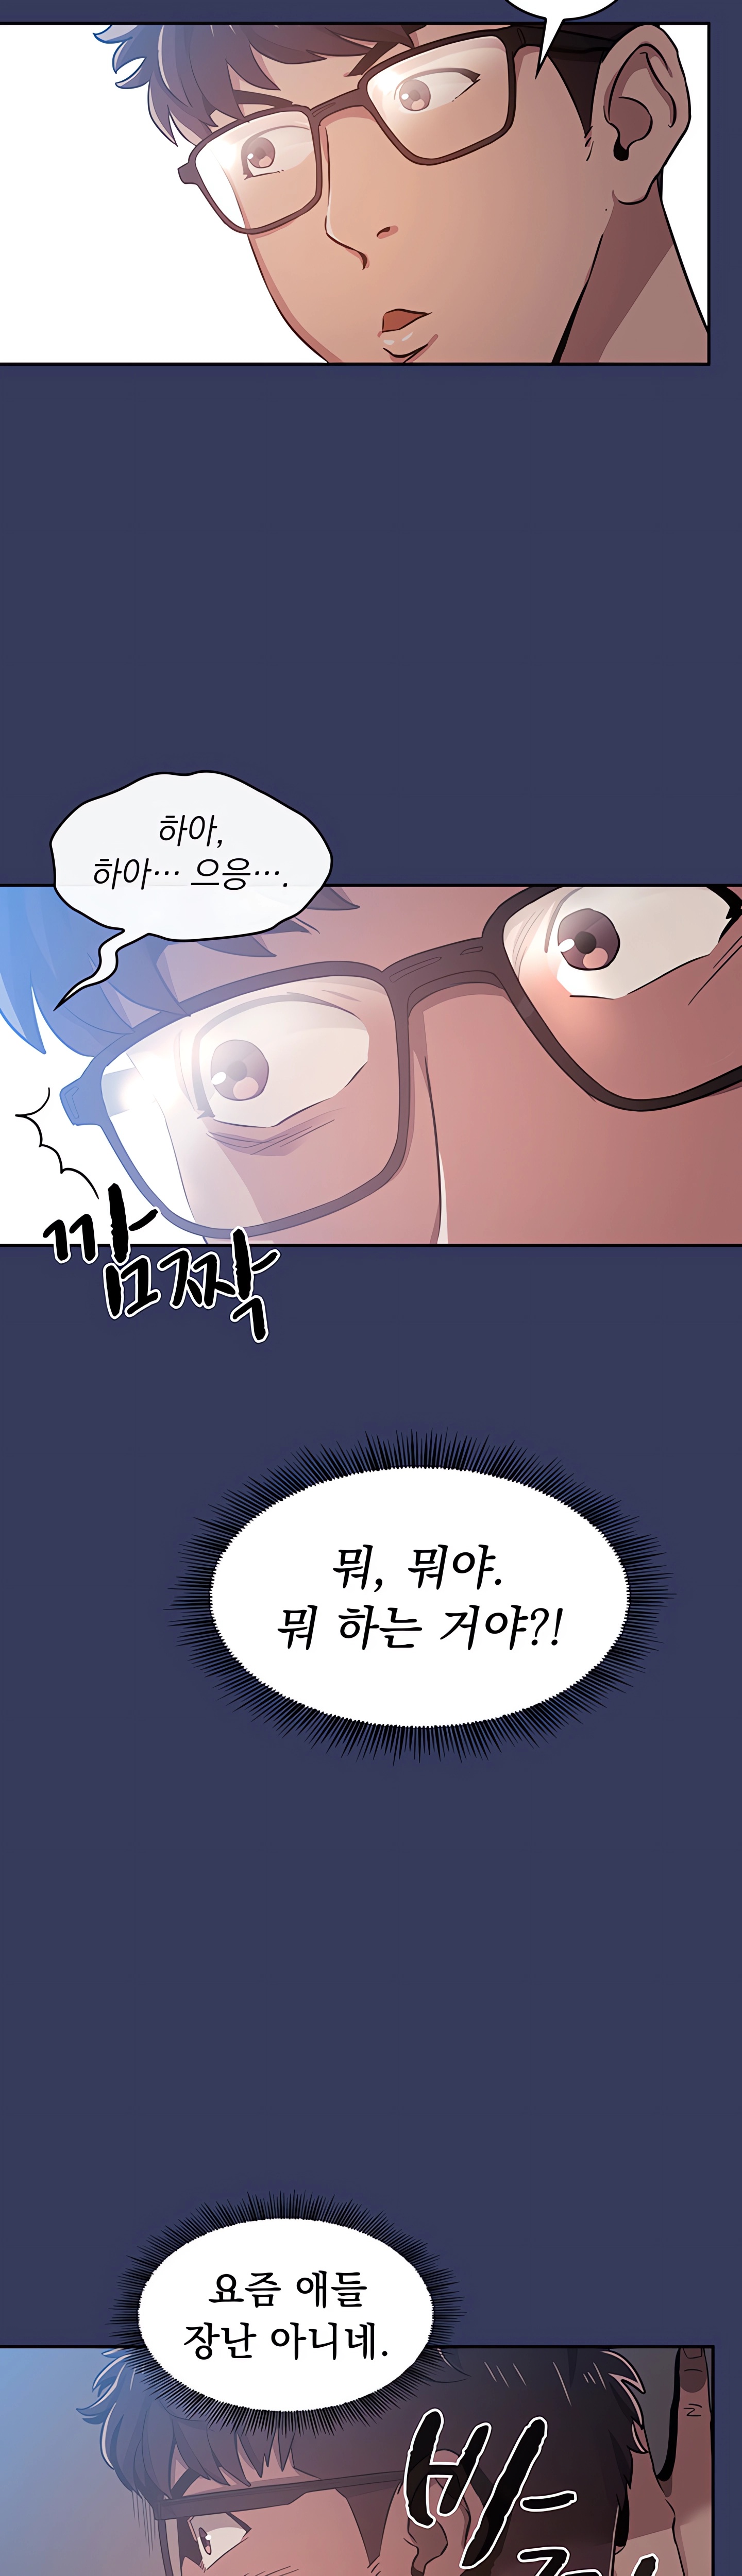 하아,
하아… 으응….
깜짝
뭐, 뭐야.
뭐 하는 거야?!
요즘 애들
장난 아니네.
바